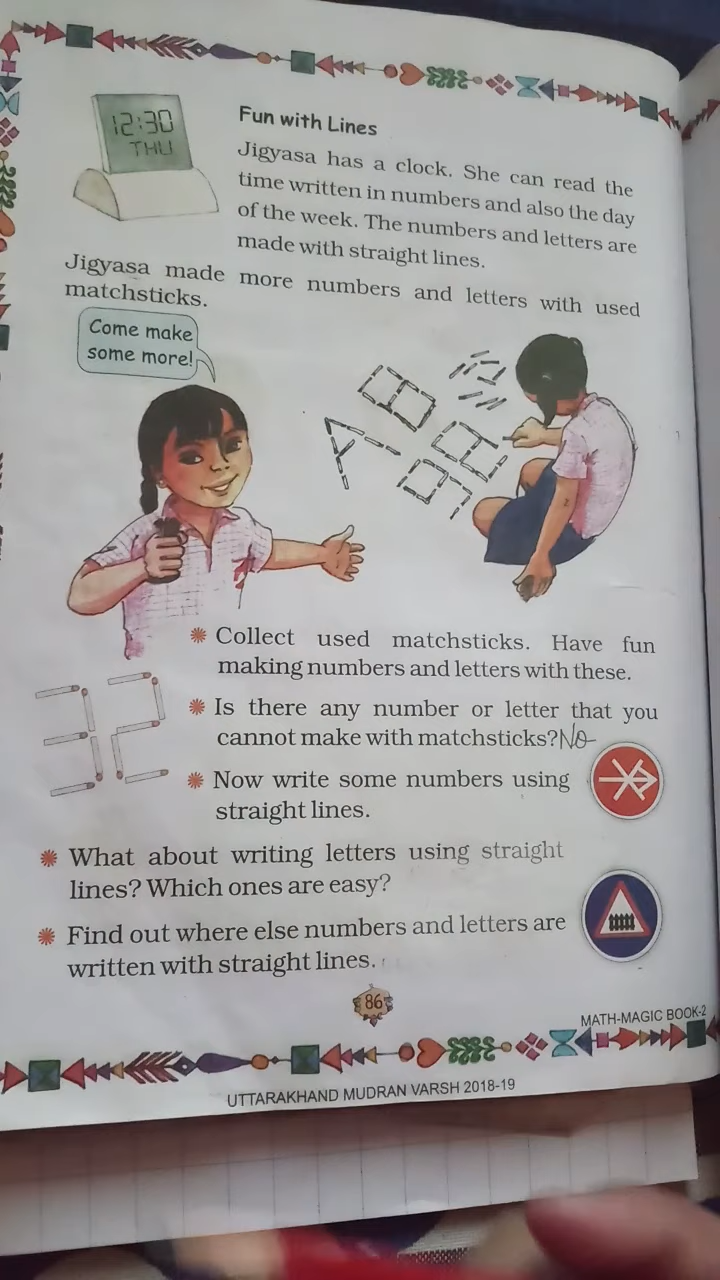 12:30
THU
Fun with Lines
Jigyasa has a clock. She can read the
time written in numbers and also the day
of the week. The numbers and letters are
made with straight lines.
Jigyasa made more numbers and letters with used
matchsticks.
Come make
some more!
A B
9 8
32
* Collect used matchsticks. Have fun
making numbers and letters with these.
* Is there any number or letter that you
cannot make with matchsticks? No
* Now write some numbers using
straight lines.
* What about writing letters using straight
lines? Which ones are easy?
* Find out where else numbers and letters are
written with straight lines.
86
MATH-MAGIC BOOK-2
UTTARAKHAND MUDRAN VARSH 2018-19